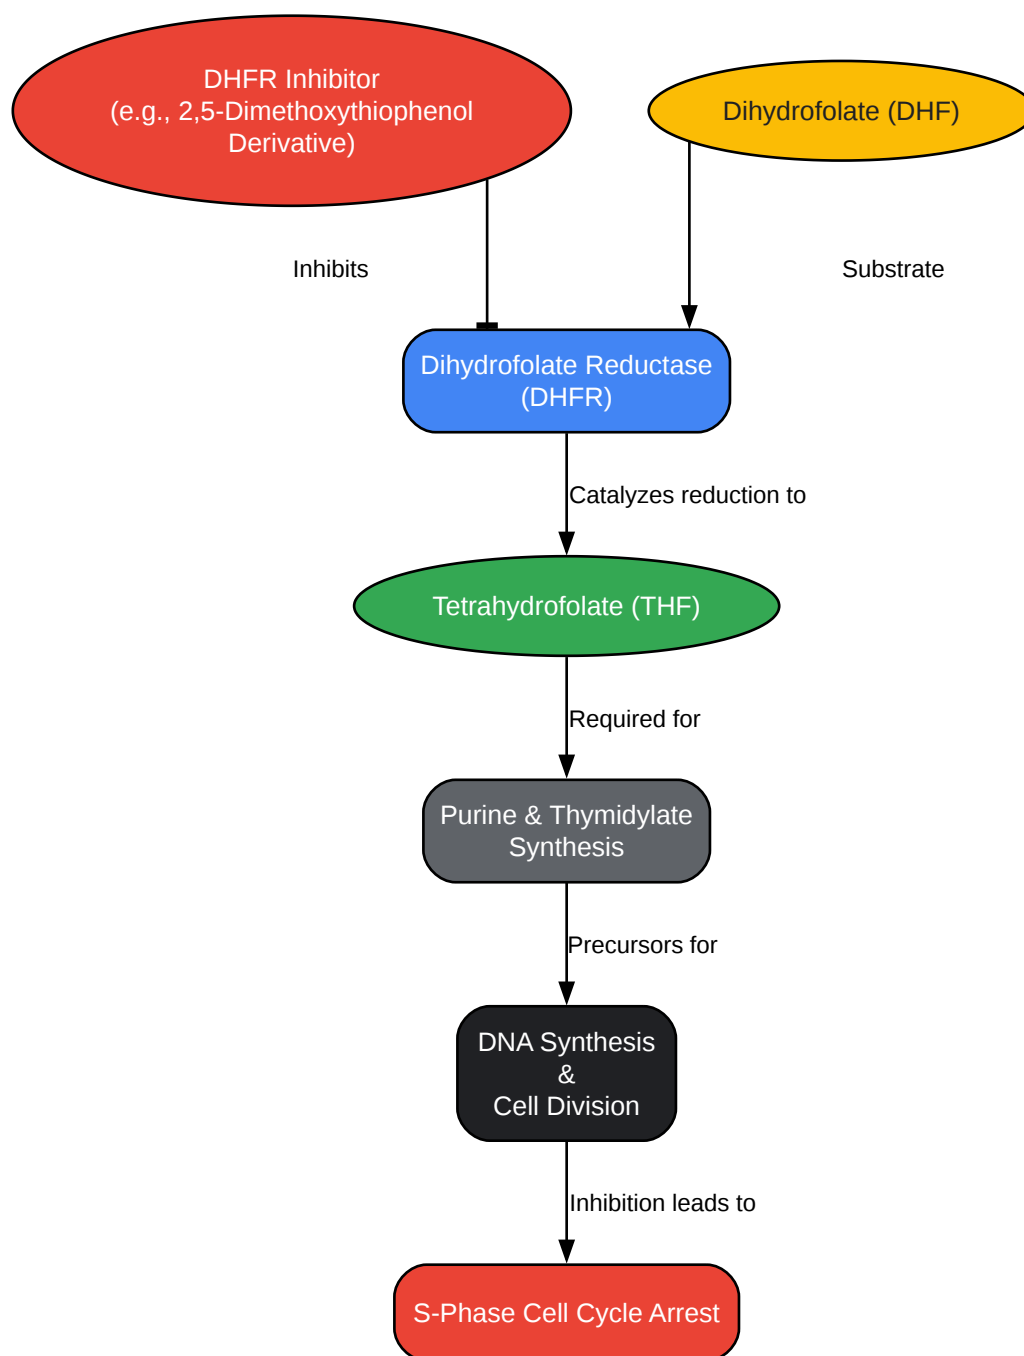 DHFR Inhibitor
(e.g., 2,5-Dimethoxythiophenol
Derivative)
Dihydrofolate (DHF)
Inhibits
Substrate
Dihydrofolate Reductase
(DHFR)
Catalyzes reduction to
Tetrahydrofolate (THF)
Required for
Purine & Thymidylate
Synthesis
Precursors for
DNA Synthesis
&
Cell Division
Inhibition leads to
S-Phase Cell Cycle Arrest